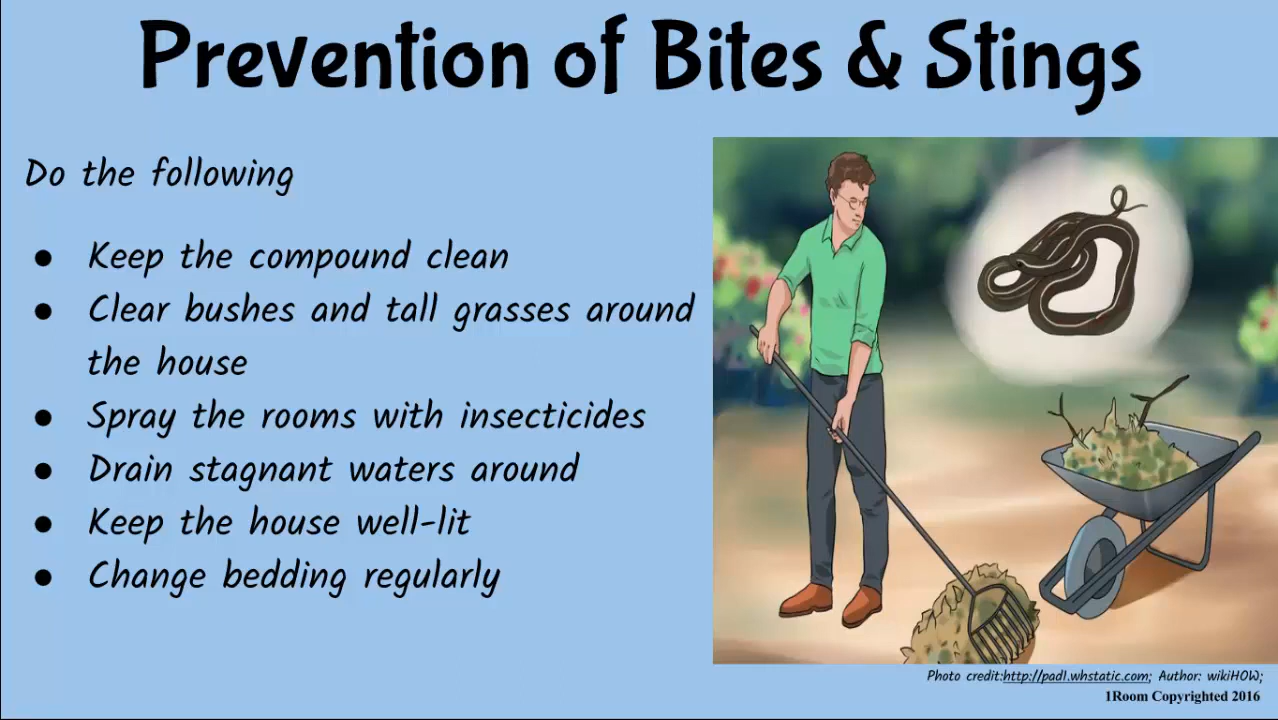 Prevention of Bites & Stings
Do the following
● Keep the compound clean
● Clear bushes and tall grasses around
the house
● Spray the rooms with insecticides
● Drain stagnant waters around
● Keep the house well-lit
● Change bedding regularly
Photo credit:http://pad1.whstatic.com; Author: wikiHOW;
1Room Copyrighted 2016